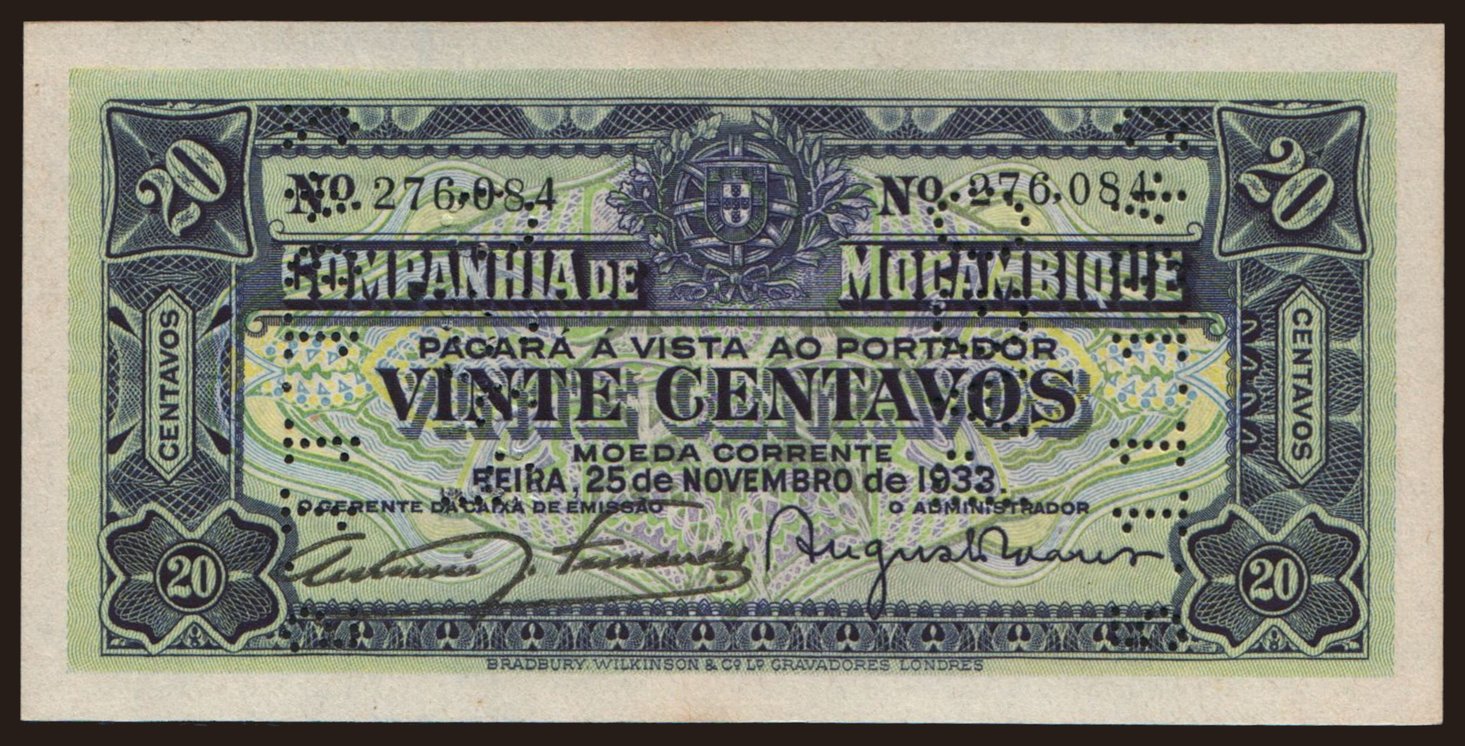 20 20
Nº 276,084 Nº 276,084
COMPANHIA DE MOÇAMBIQUE
CENTAVOS CENTAVOS
PAGARÁ Á VISTA AO PORTADOR
VINTE CENTAVOS
MOEDA CORRENTE
BEIRA, 25 de NOVEMBRO de 1933.
O GERENTE DA CAIXA DE EMISSÃO O ADMINISTRADOR
20 20
BRADBURY, WILKINSON & Cº Lº GRAVADORES LONDRES